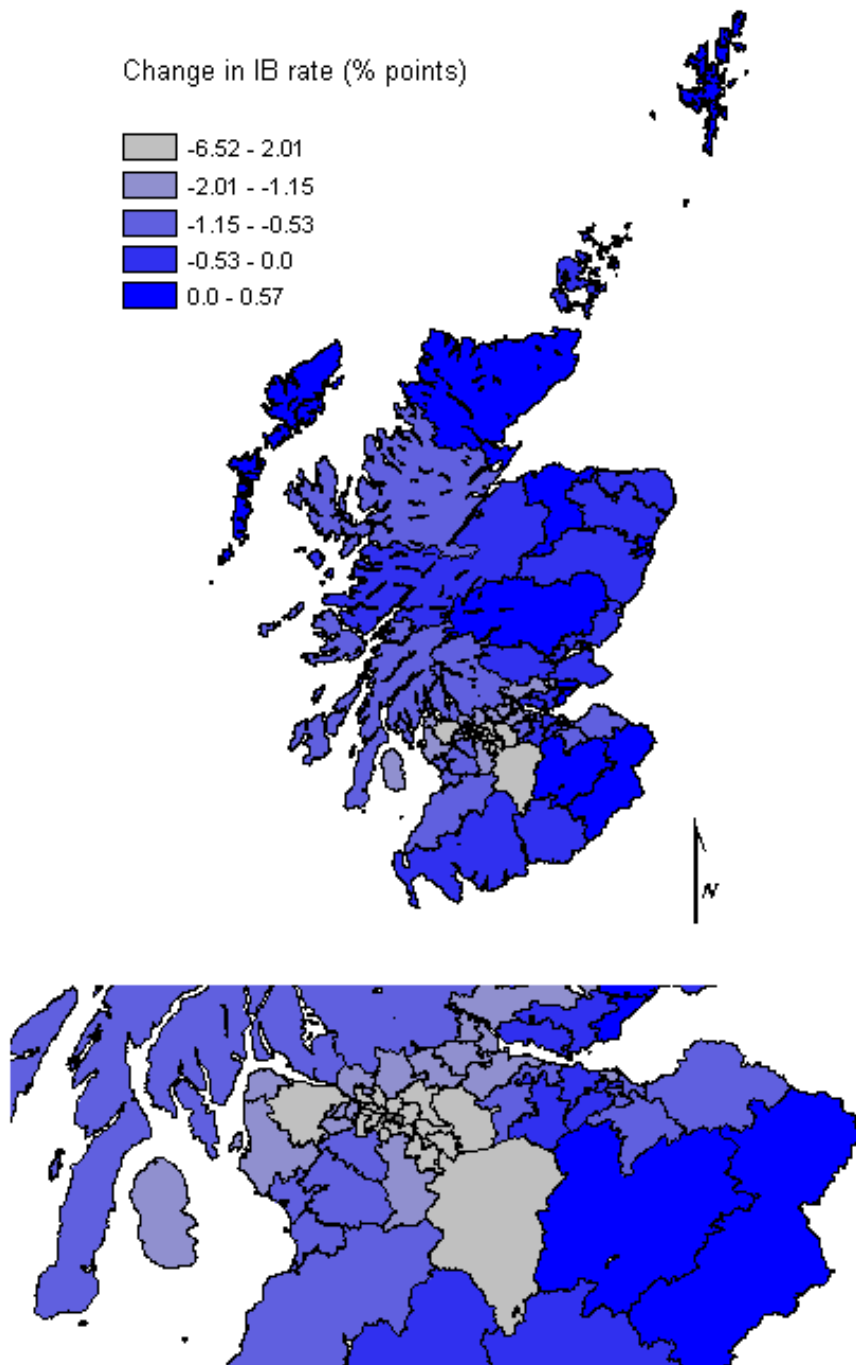 Change in IB rate (% points)
-6.52 - 2.01
-2.01 - -1.15
-1.15 - -0.53
-0.53 - 0.0
0.0 - 0.57
N